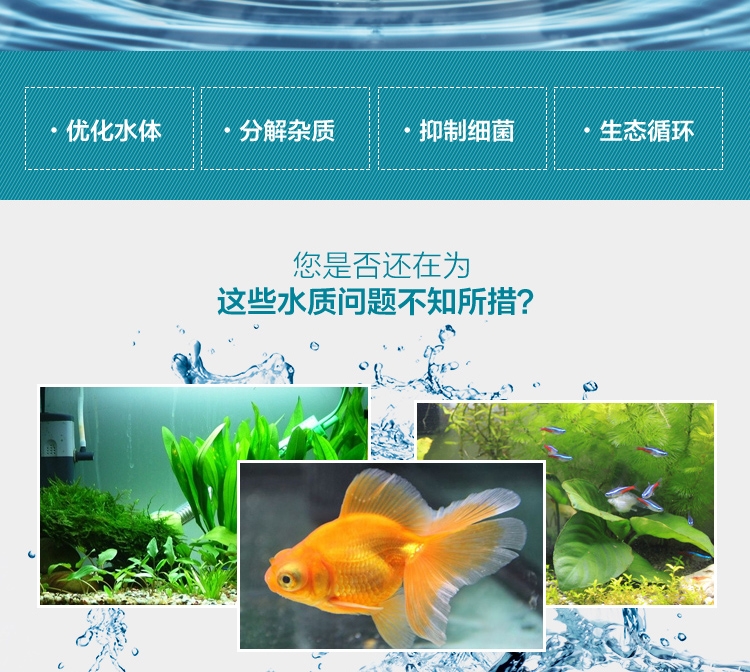 · 优化水体
· 分解杂质
· 抑制细菌
· 生态循环
您是否还在为
这些水质问题不知所措?